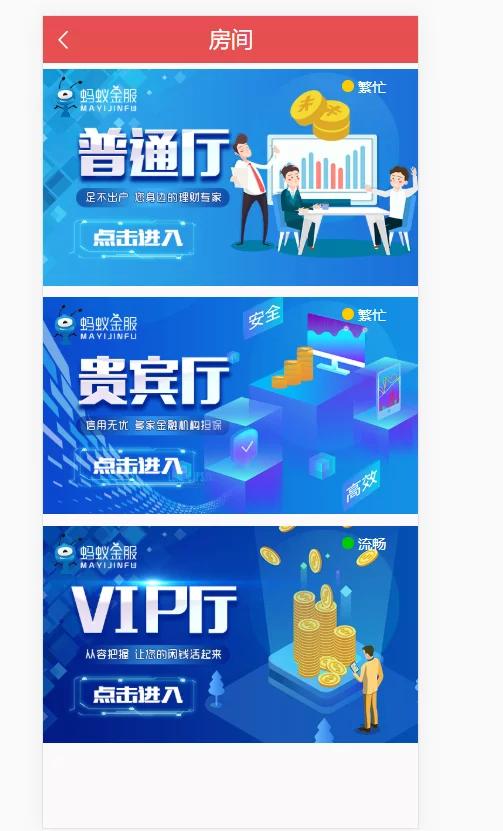 房间
蚂蚁金服
MAYIJINFU
繁忙
普通厅
足不出户 您身边的理财专家
点击进入
蚂蚁金服
MAYIJINFU
安全
繁忙
贵宾厅
信用无忧 多家金融机构担保
点击进入
高效
蚂蚁金服
MAYIJINFU
流畅
VIP厅
从容把握 让您的闲钱活起来
点击进入